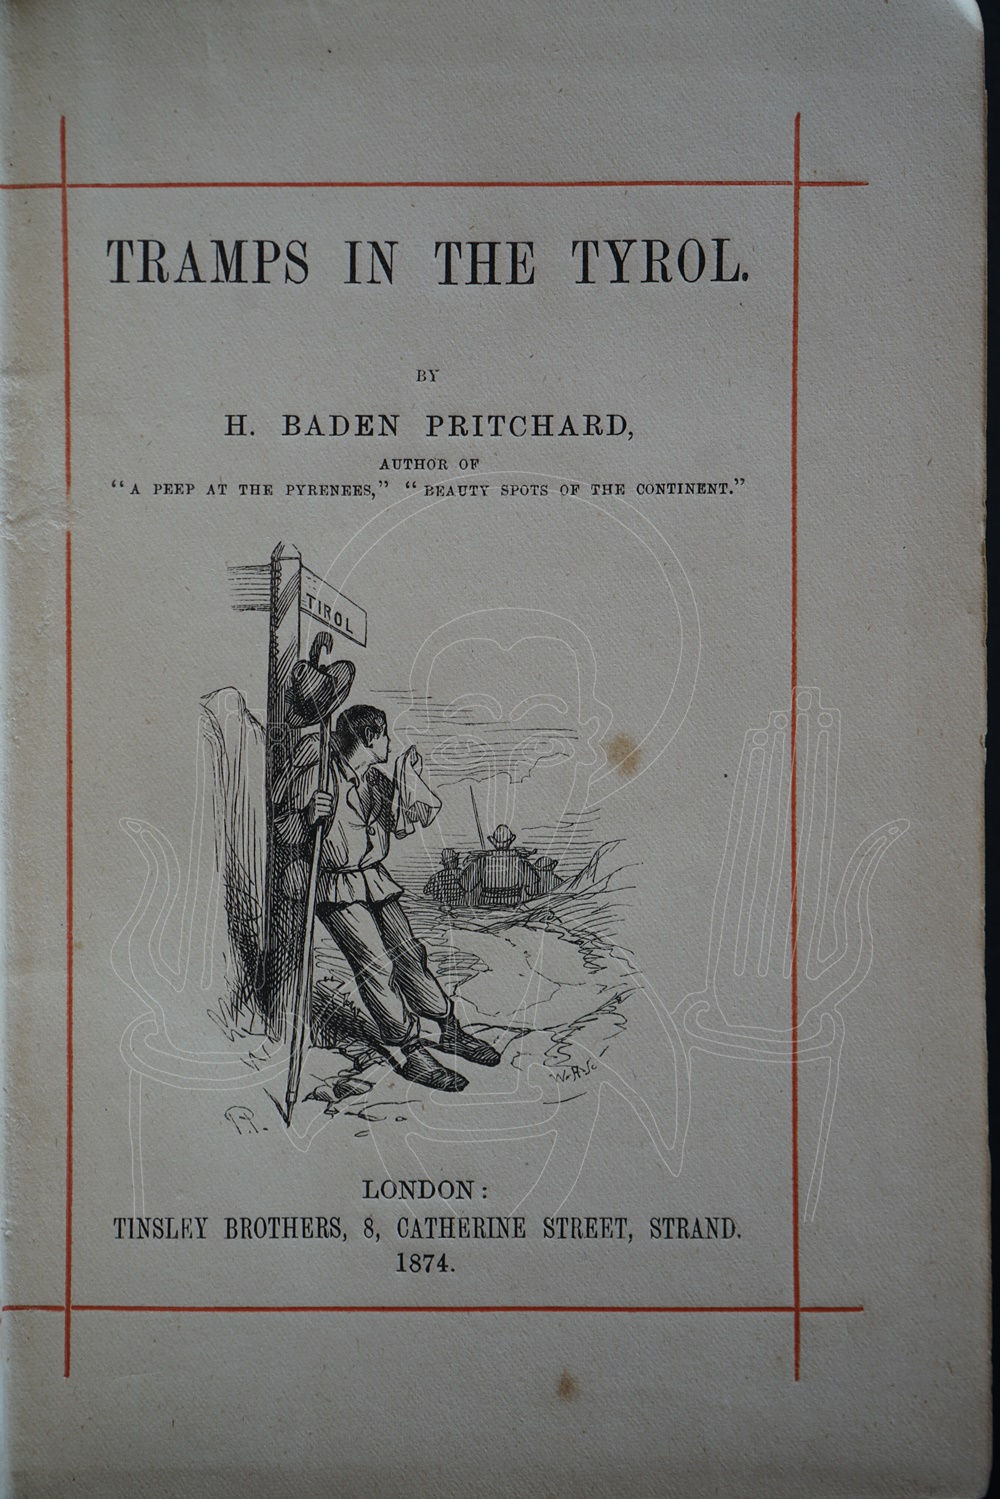 TRAMPS IN THE TYROL.
BY
H. BADEN PRITCHARD,
AUTHOR OF
“A PEEP AT THE PYRENEES,” “BEAUTY SPOTS OF THE CONTINENT.”
TIROL
LONDON:
TINSLEY BROTHERS, 8, CATHERINE STREET, STRAND.
1874.